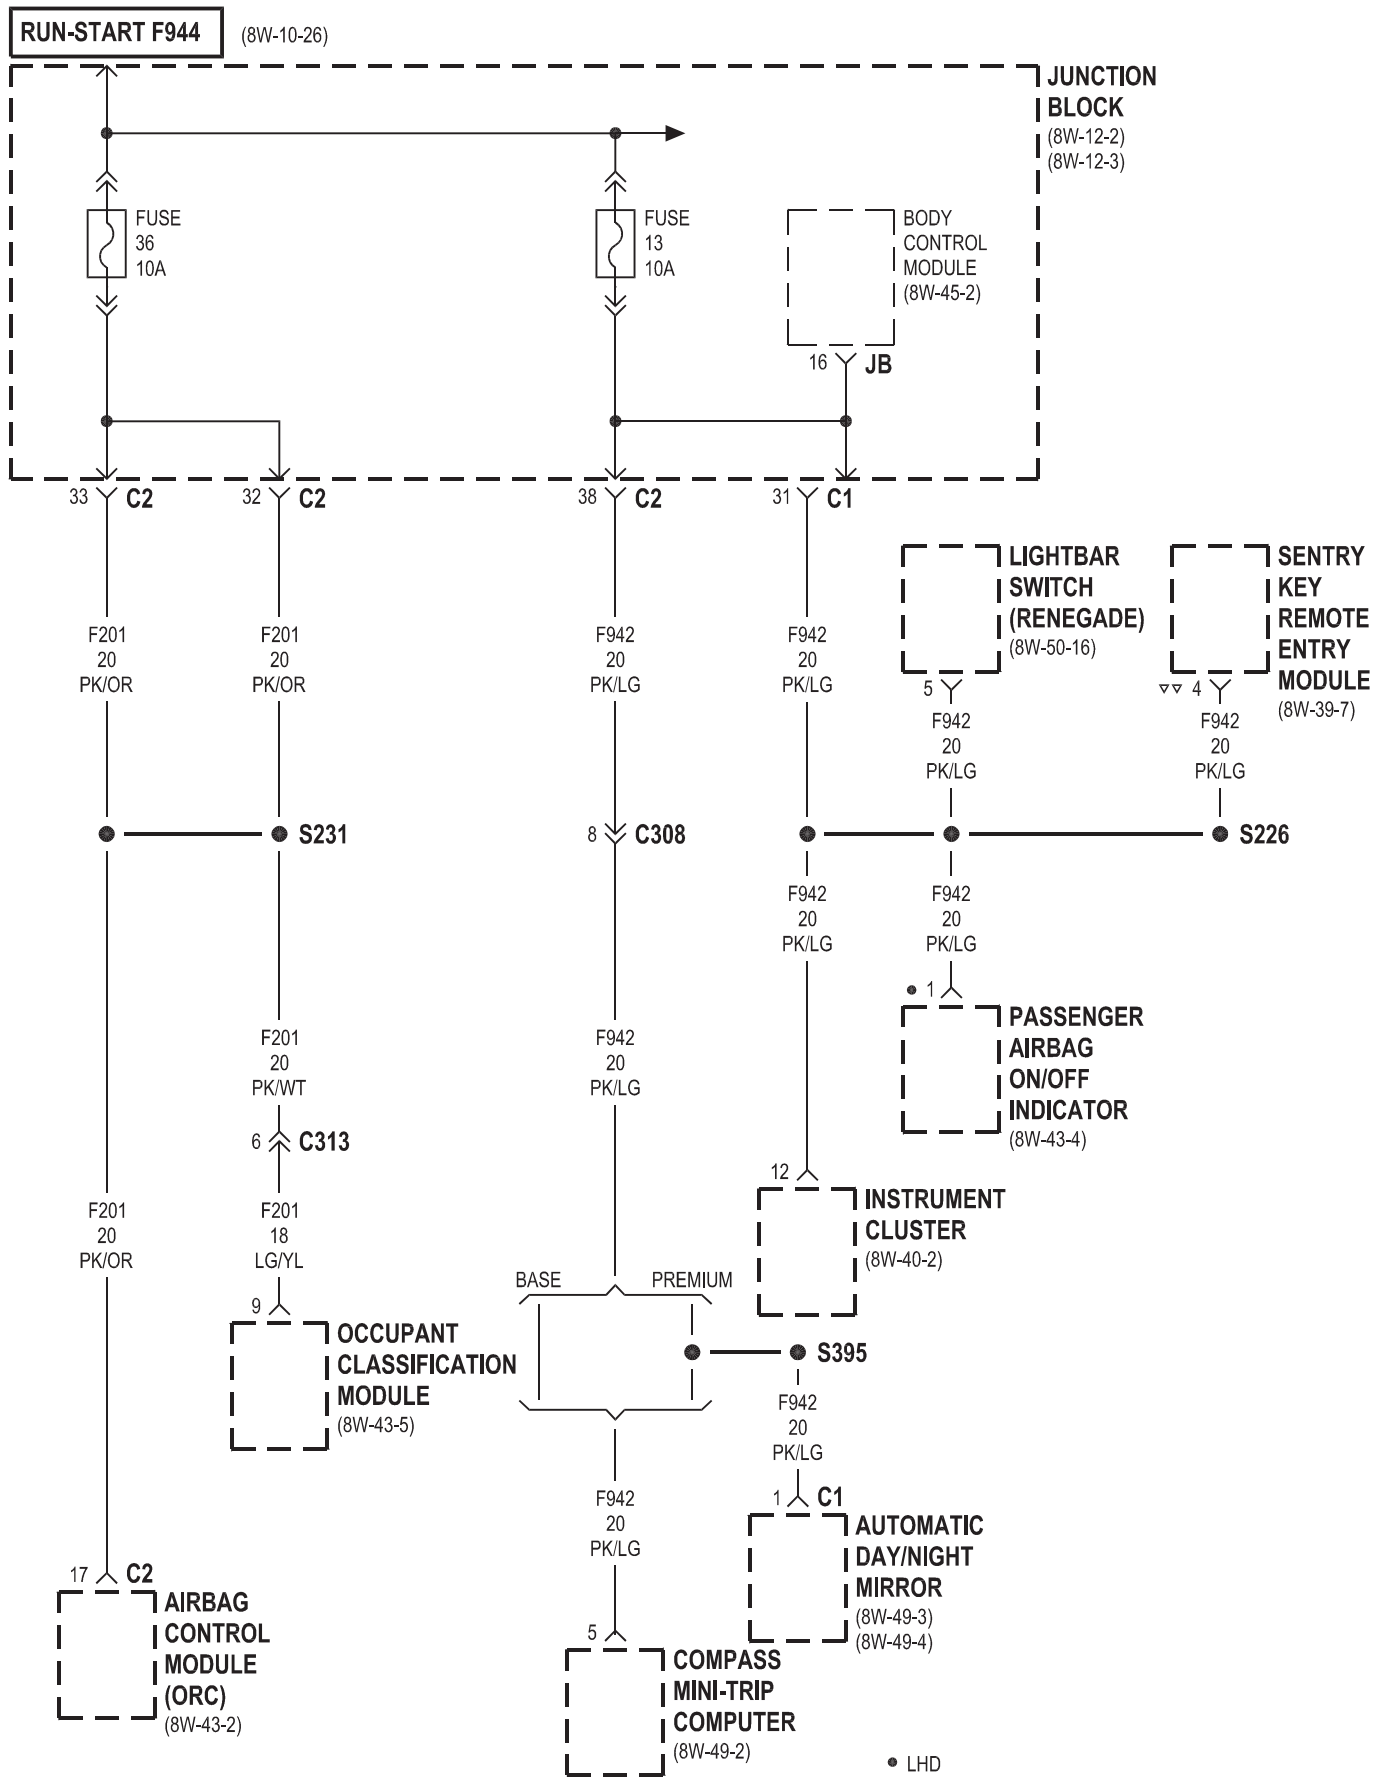 RUN-START F944 (8W-10-26)
JUNCTION
BLOCK
(8W-12-2)
(8W-12-3)
FUSE
36
10A
FUSE
13
10A
BODY
CONTROL
MODULE
(8W-45-2)
16 JB
33 C2
32 C2
38 C2
31 C1
LIGHTBAR
SWITCH
(RENEGADE)
(8W-50-16)
SENTRY
KEY
REMOTE
ENTRY
MODULE
(8W-39-7)
F201
20
PK/OR
F201
20
PK/OR
F942
20
PK/LG
F942
20
PK/LG
5
▽▽ 4
F942
20
PK/LG
F942
20
PK/LG
S231
8 C308
S226
F942
20
PK/LG
F942
20
PK/LG
• 1
PASSENGER
AIRBAG
ON/OFF
INDICATOR
(8W-43-4)
F201
20
PK/WT
F942
20
PK/LG
6 C313
12
INSTRUMENT
CLUSTER
(8W-40-2)
F201
20
PK/OR
F201
18
LG/YL
BASE PREMIUM
9
OCCUPANT
CLASSIFICATION
MODULE
(8W-43-5)
S395
F942
20
PK/LG
F942
20
PK/LG
1 C1
AUTOMATIC
DAY/NIGHT
MIRROR
(8W-49-3)
(8W-49-4)
17 C2
AIRBAG
CONTROL
MODULE
(ORC)
(8W-43-2)
5
COMPASS
MINI-TRIP
COMPUTER
(8W-49-2)
• LHD